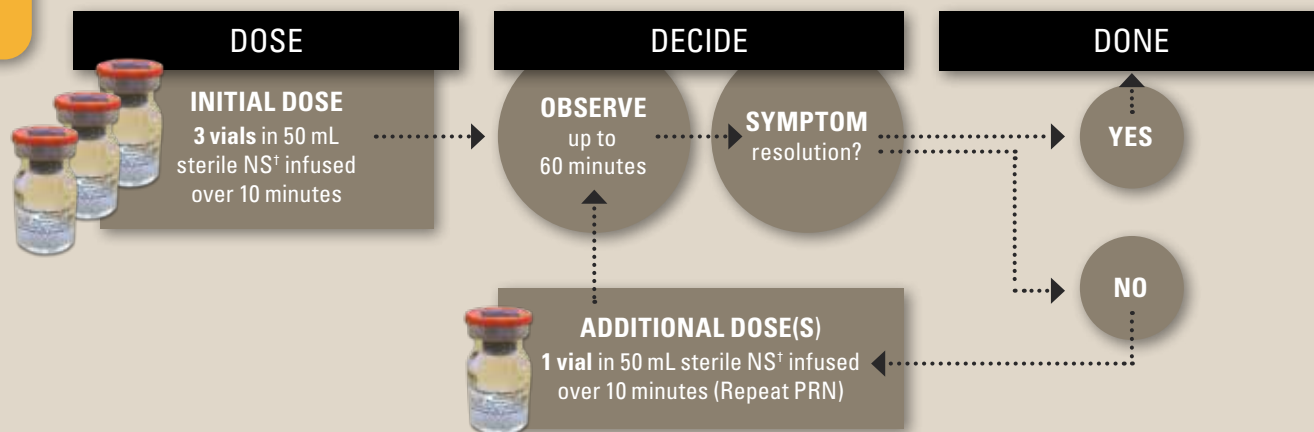 DOSE
INITIAL DOSE
3 vials in 50 mL
sterile NS† infused
over 10 minutes
DECIDE
OBSERVE
up to
60 minutes
SYMPTOM
resolution?
DONE
YES
NO
ADDITIONAL DOSE(S)
1 vial in 50 mL sterile NS† infused
over 10 minutes (Repeat PRN)